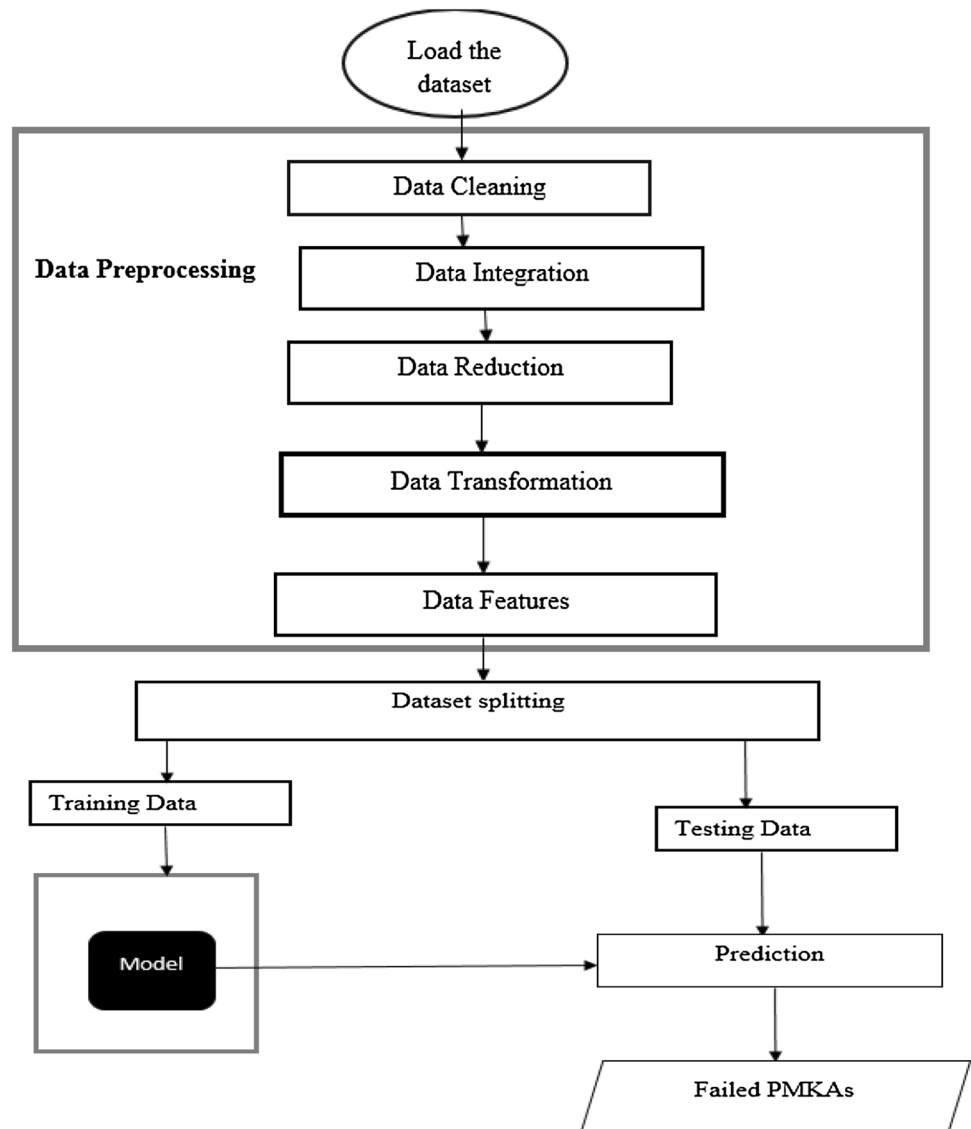 Load the
dataset
Data Cleaning
Data Preprocessing
Data Integration
Data Reduction
Data Transformation
Data Features
Dataset splitting
Training Data
Testing Data
Model
Prediction
Failed PMKAs